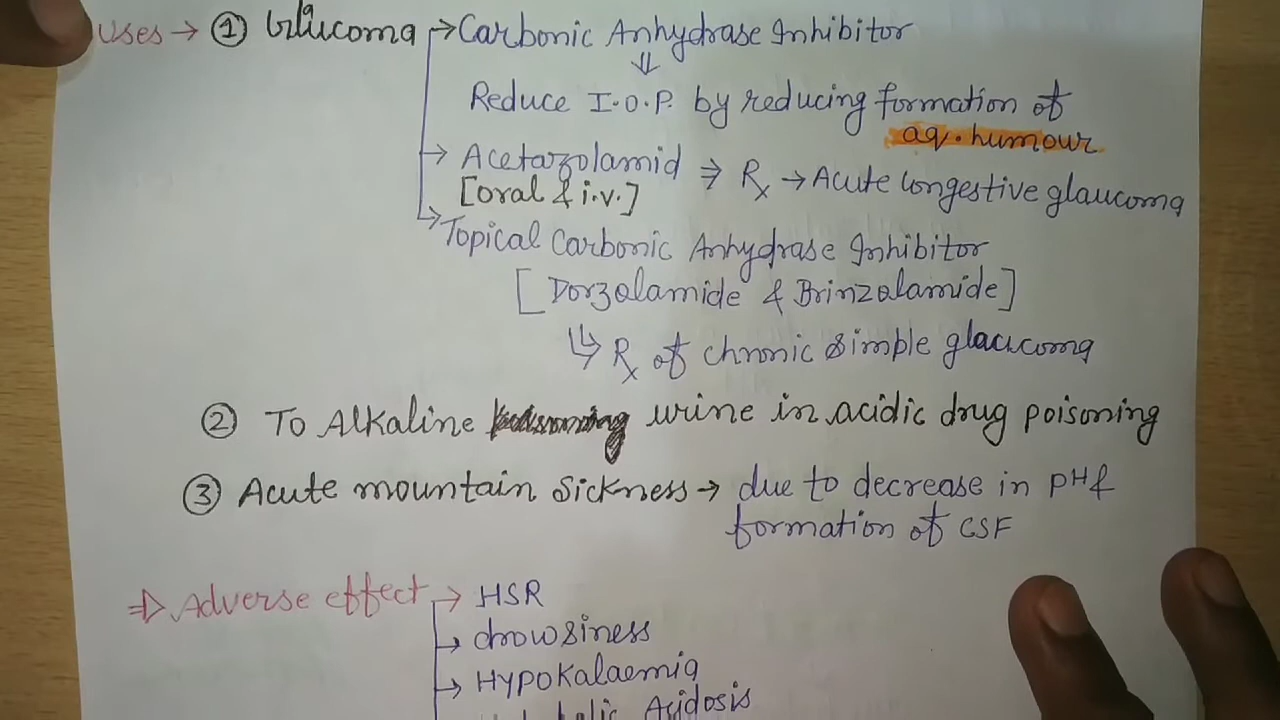 Uses → ① Glaucoma → Carbonic Anhydrase Inhibitor
⇓
Reduce I.O.P. by reducing formation of
aq. humour
→ Acetazolamid ⇒ Rx → Acute congestive glaucoma
[oral & i.v.]
→ Topical Carbonic Anhydrase Inhibitor
[Dorzolamide & Brinzolamide]
↳ Rx of chronic simple glaucoma
② To Alkaline urine in acidic drug poisoning
③ Acute mountain Sickness → due to decrease in pH &
formation of CSF
⇒ Adverse effect → HSR
→ drowsiness
→ Hypokalaemia
Acidosis